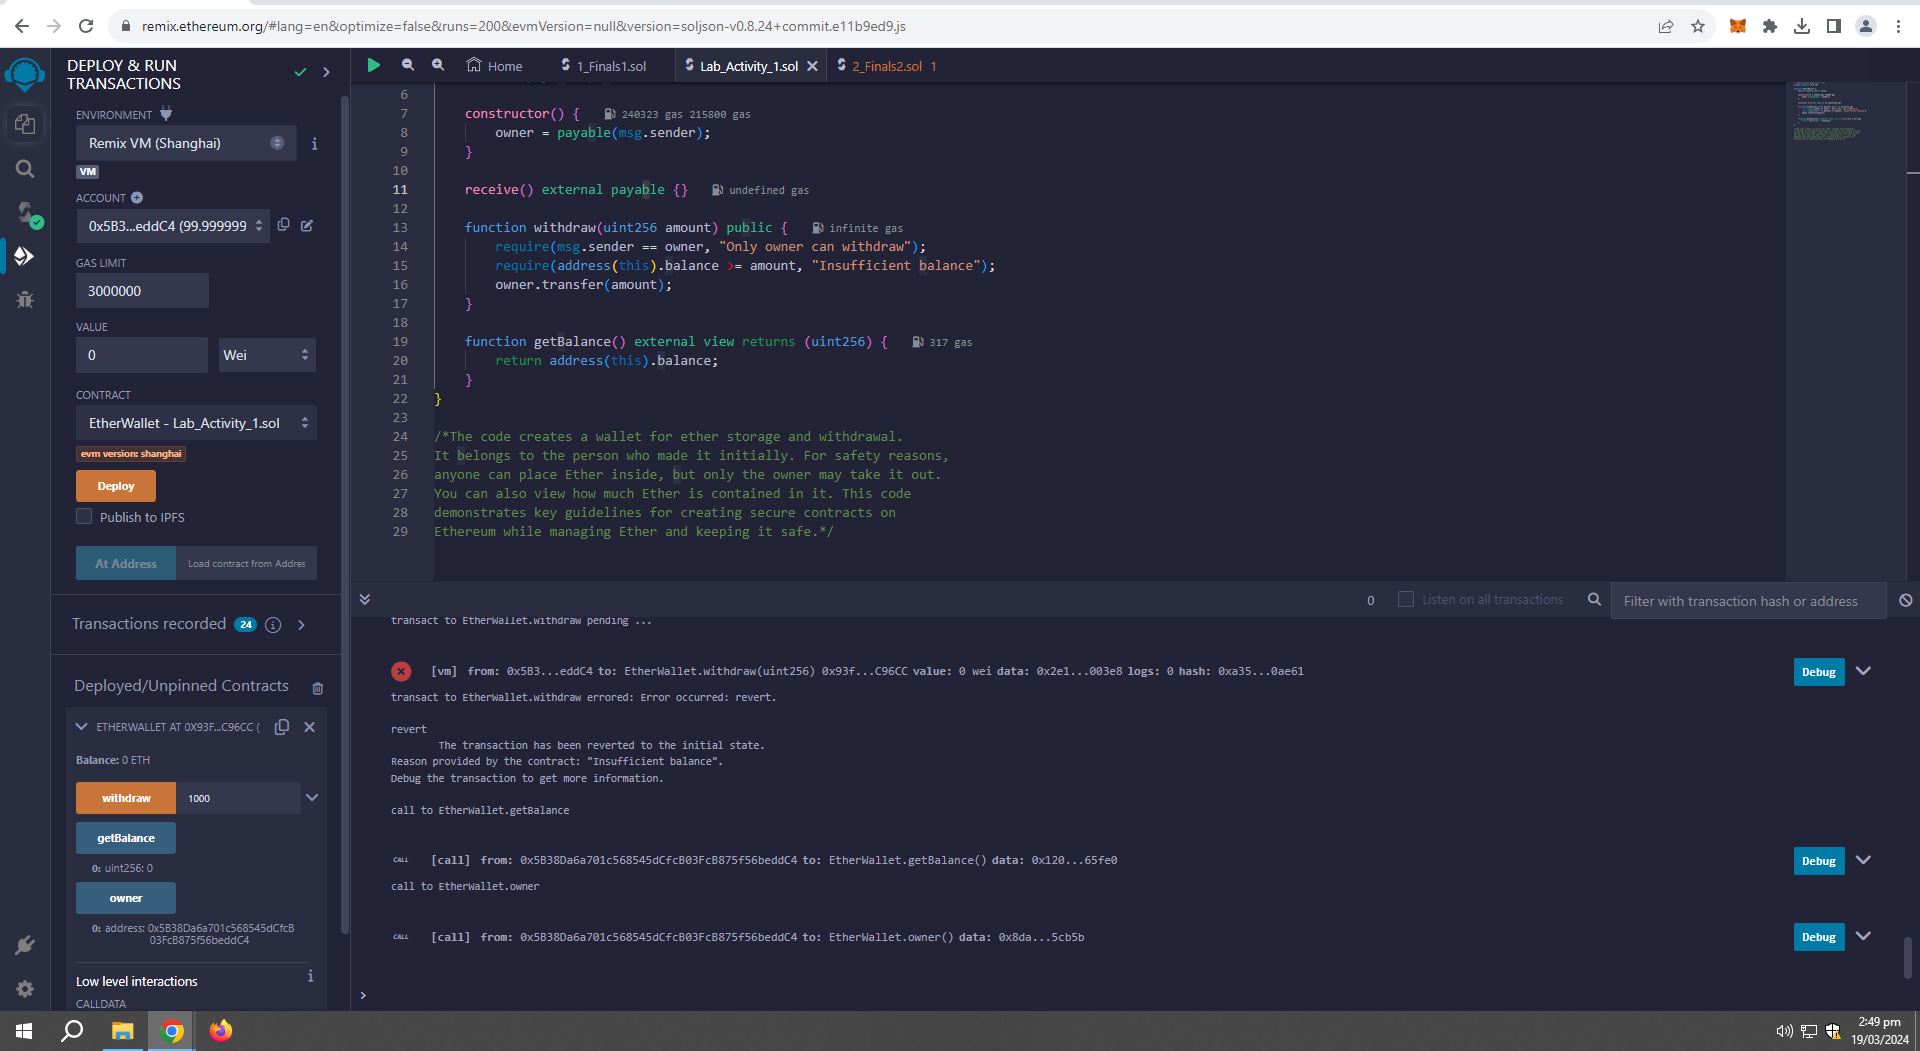 remix.ethereum.org/#lang=en&optimize=false&runs=200&evmVersion=null&version=soljson-v0.8.24+commit.e11b9ed9.js
DEPLOY & RUN
TRANSACTIONS
ENVIRONMENT
Remix VM (Shanghai)
VM
ACCOUNT
0x5B3...eddC4 (99.999999
GAS LIMIT
3000000
VALUE
0
Wei
CONTRACT
EtherWallet - Lab_Activity_1.sol
evm version: shanghai
Deploy
Publish to IPFS
At Address
Load contract from Addres
Transactions recorded 24
Deployed/Unpinned Contracts
ETHERWALLET AT 0X93F...C96CC (
Balance: 0 ETH
withdraw
1000
getBalance
0: uint256: 0
owner
0: address: 0x5B38Da6a701c568545dCfcB
03FcB875f56beddC4
Low level interactions
CALLDATA
Home
1_Finals1.sol
Lab_Activity_1.sol
2_Finals2.sol 1
6
7 constructor() { 240323 gas 215800 gas
8 owner = payable(msg.sender);
9 }
10
11 receive() external payable {} undefined gas
12
13 function withdraw(uint256 amount) public { infinite gas
14 require(msg.sender == owner, "Only owner can withdraw");
15 require(address(this).balance >= amount, "Insufficient balance");
16 owner.transfer(amount);
17 }
18
19 function getBalance() external view returns (uint256) { 317 gas
20 return address(this).balance;
21 }
22 }
23
24 /*The code creates a wallet for ether storage and withdrawal.
25 It belongs to the person who made it initially. For safety reasons,
26 anyone can place Ether inside, but only the owner may take it out.
27 You can also view how much Ether is contained in it. This code
28 demonstrates key guidelines for creating secure contracts on
29 Ethereum while managing Ether and keeping it safe.*/
0
Listen on all transactions
Filter with transaction hash or address
transact to EtherWallet.withdraw pending ...
[vm] from: 0x5B3...eddC4 to: EtherWallet.withdraw(uint256) 0x93f...C96CC value: 0 wei data: 0x2e1...003e8 logs: 0 hash: 0xa35...0ae61
Debug
transact to EtherWallet.withdraw errored: Error occurred: revert.
revert
The transaction has been reverted to the initial state.
Reason provided by the contract: "Insufficient balance".
Debug the transaction to get more information.
call to EtherWallet.getBalance
CALL [call] from: 0x5B38Da6a701c568545dCfcB03FcB875f56beddC4 to: EtherWallet.getBalance() data: 0x120...65fe0
Debug
call to EtherWallet.owner
CALL [call] from: 0x5B38Da6a701c568545dCfcB03FcB875f56beddC4 to: EtherWallet.owner() data: 0x8da...5cb5b
Debug
>
2:49 pm
19/03/2024